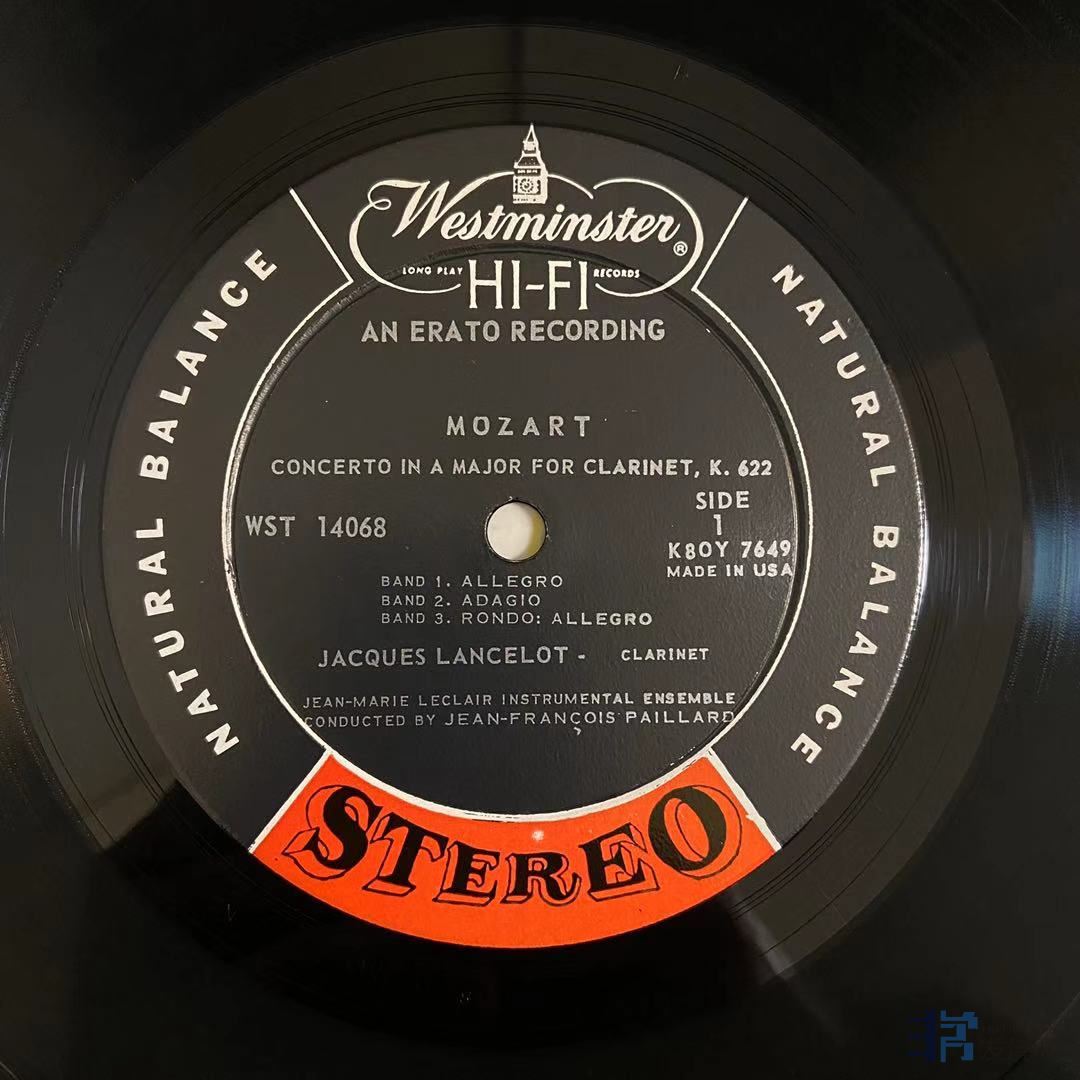 Westminster®
LONG PLAY HI-FI RECORDS
AN ERATO RECORDING
MOZART
CONCERTO IN A MAJOR FOR CLARINET, K. 622
WST 14068
SIDE
1
K8OY 7649
MADE IN USA
BAND 1. ALLEGRO
BAND 2. ADAGIO
BAND 3. RONDO: ALLEGRO
JACQUES LANCELOT - CLARINET
JEAN-MARIE LECLAIR INSTRUMENTAL ENSEMBLE
CONDUCTED BY JEAN-FRANÇOIS PAILLARD
NATURAL BALANCE
NATURAL BALANCE
STEREO